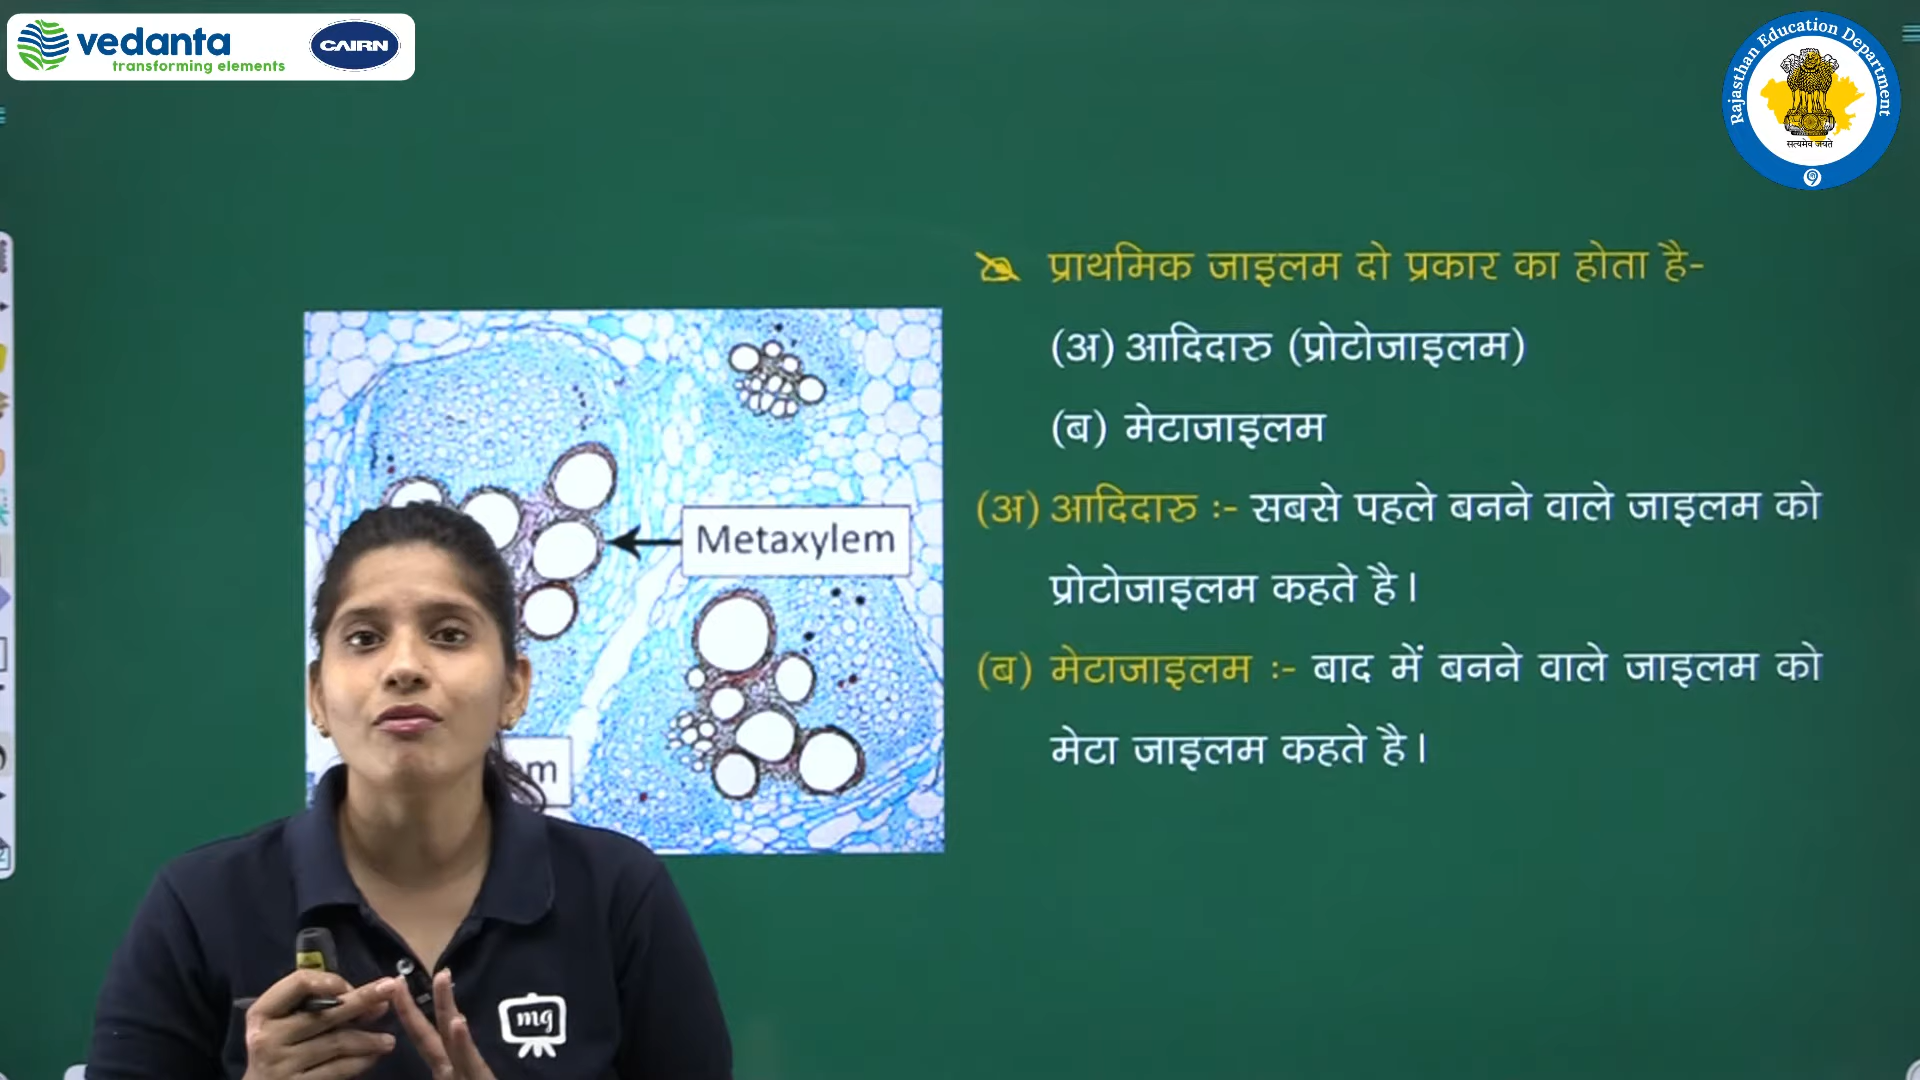 vedanta
transforming elements
CAIRN
Rajasthan Education Department
सत्यमेव जयते
प्राथमिक जाइलम दो प्रकार का होता है-
(अ) आदिदारु (प्रोटोजाइलम)
(ब) मेटाजाइलम
(अ) आदिदारु :- सबसे पहले बनने वाले जाइलम को
प्रोटोजाइलम कहते है।
(ब) मेटाजाइलम :- बाद में बनने वाले जाइलम को
मेटा जाइलम कहते है।
Metaxylem
mg